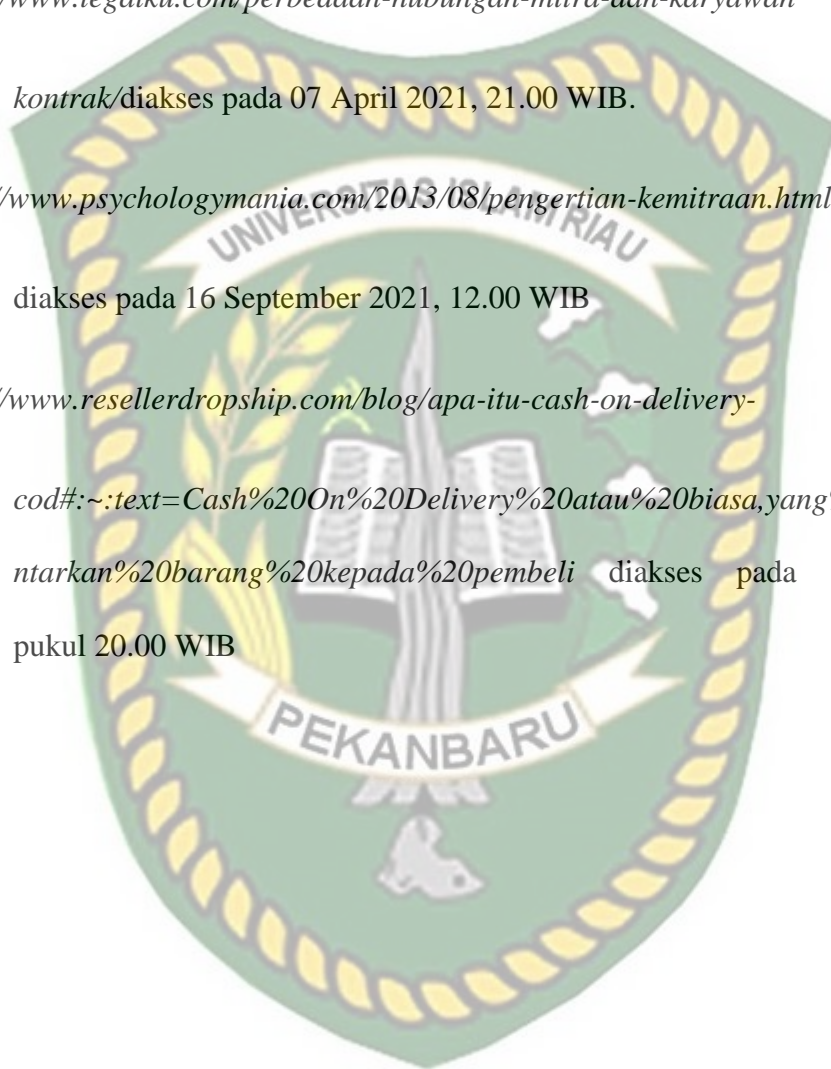 /www.legalku.com/perbedaan-hubungan-mitra-dan-karyawan
kontrak/diakses pada 07 April 2021, 21.00 WIB.
/www.psychologymania.com/2013/08/pengertian-kemitraan.html
UNIVERSITAS ISLAM RIAU
diakses pada 16 September 2021, 12.00 WIB
/www.resellerdropship.com/blog/apa-itu-cash-on-delivery-
cod#:~:text=Cash%20On%20Delivery%20atau%20biasa,yang%
ntarkan%20barang%20kepada%20pembeli diakses pada
pukul 20.00 WIB
PEKANBARU